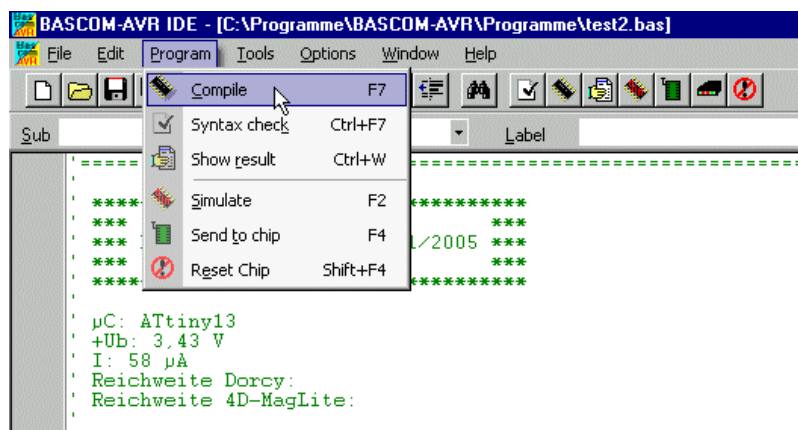 BASCOM-AVR IDE - [C:\Programme\BASCOM-AVR\Programme\test2.bas]
File Edit Program Tools Options Window Help
Compile F7
Syntax check Ctrl+F7
Show result Ctrl+W
Simulate F2
Send to chip F4
Reset Chip Shift+F4
Sub Label
'===== ==================================
'
' **** **********
' *** ***
' *** 1/2005 ***
' *** ***
' **** **********
'
' µC: ATtiny13
' +Ub: 3,43 V
' I: 58 µA
' Reichweite Dorcy:
' Reichweite 4D-MagLite:
'